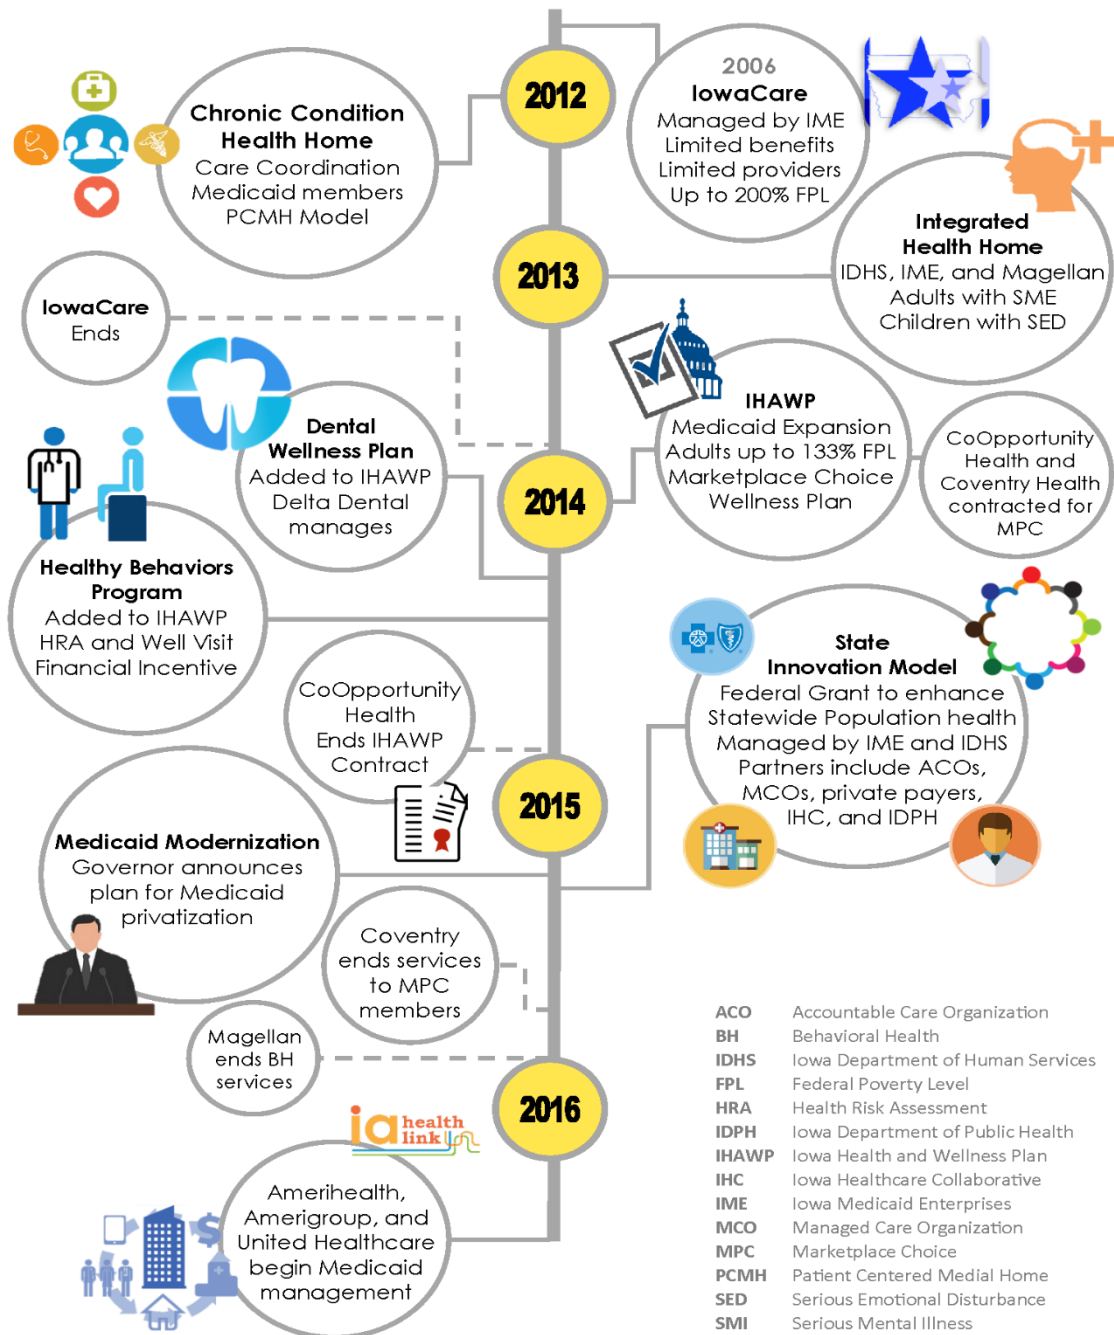 2012
2006
IowaCare
Managed by IME
Limited benefits
Limited providers
Up to 200% FPL
Chronic Condition
Health Home
Care Coordination
Medicaid members
PCMH Model
Integrated
Health Home
IDHS, IME, and Magellan
Adults with SME
Children with SED
2013
IowaCare
Ends
IHAWP
Medicaid Expansion
Adults up to 133% FPL
Marketplace Choice
Wellness Plan
CoOpportunity
Health and
Coventry Health
contracted for
MPC
Dental
Wellness Plan
Added to IHAWP
Delta Dental
manages
2014
Healthy Behaviors
Program
Added to IHAWP
HRA and Well Visit
Financial Incentive
State
Innovation Model
Federal Grant to enhance
Statewide Population health
Managed by IME and IDHS
Partners include ACOs,
MCOs, private payers,
IHC, and IDPH
CoOpportunity
Health
Ends IHAWP
Contract
2015
Medicaid Modernization
Governor announces
plan for Medicaid
privatization
Coventry
ends services
to MPC
members
Magellan
ends BH
services
2016
ia health
link
Amerihealth,
Amerigroup, and
United Healthcare
begin Medicaid
management
ACO Accountable Care Organization
BH Behavioral Health
IDHS Iowa Department of Human Services
FPL Federal Poverty Level
HRA Health Risk Assessment
IDPH Iowa Department of Public Health
IHAWP Iowa Health and Wellness Plan
IHC Iowa Healthcare Collaborative
IME Iowa Medicaid Enterprises
MCO Managed Care Organization
MPC Marketplace Choice
PCMH Patient Centered Medial Home
SED Serious Emotional Disturbance
SMI Serious Mental Illness